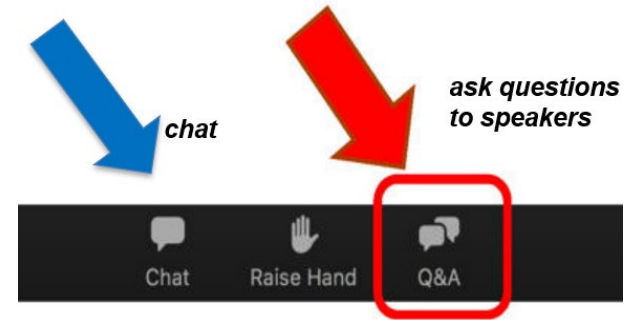 chat
ask questions
to speakers
Chat
Raise Hand
Q&A